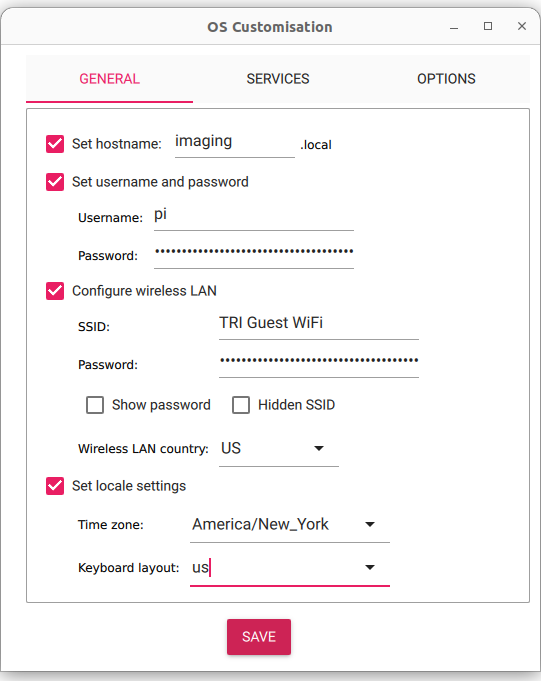 OS Customisation
GENERAL SERVICES OPTIONS
Set hostname: imaging .local
Set username and password
Username: pi
Password: •••••••••••••••••••••••••••••••••••••
Configure wireless LAN
SSID: TRI Guest WiFi
Password: •••••••••••••••••••••••••••••••••••••
Show password Hidden SSID
Wireless LAN country: US
Set locale settings
Time zone: America/New_York
Keyboard layout: us
SAVE